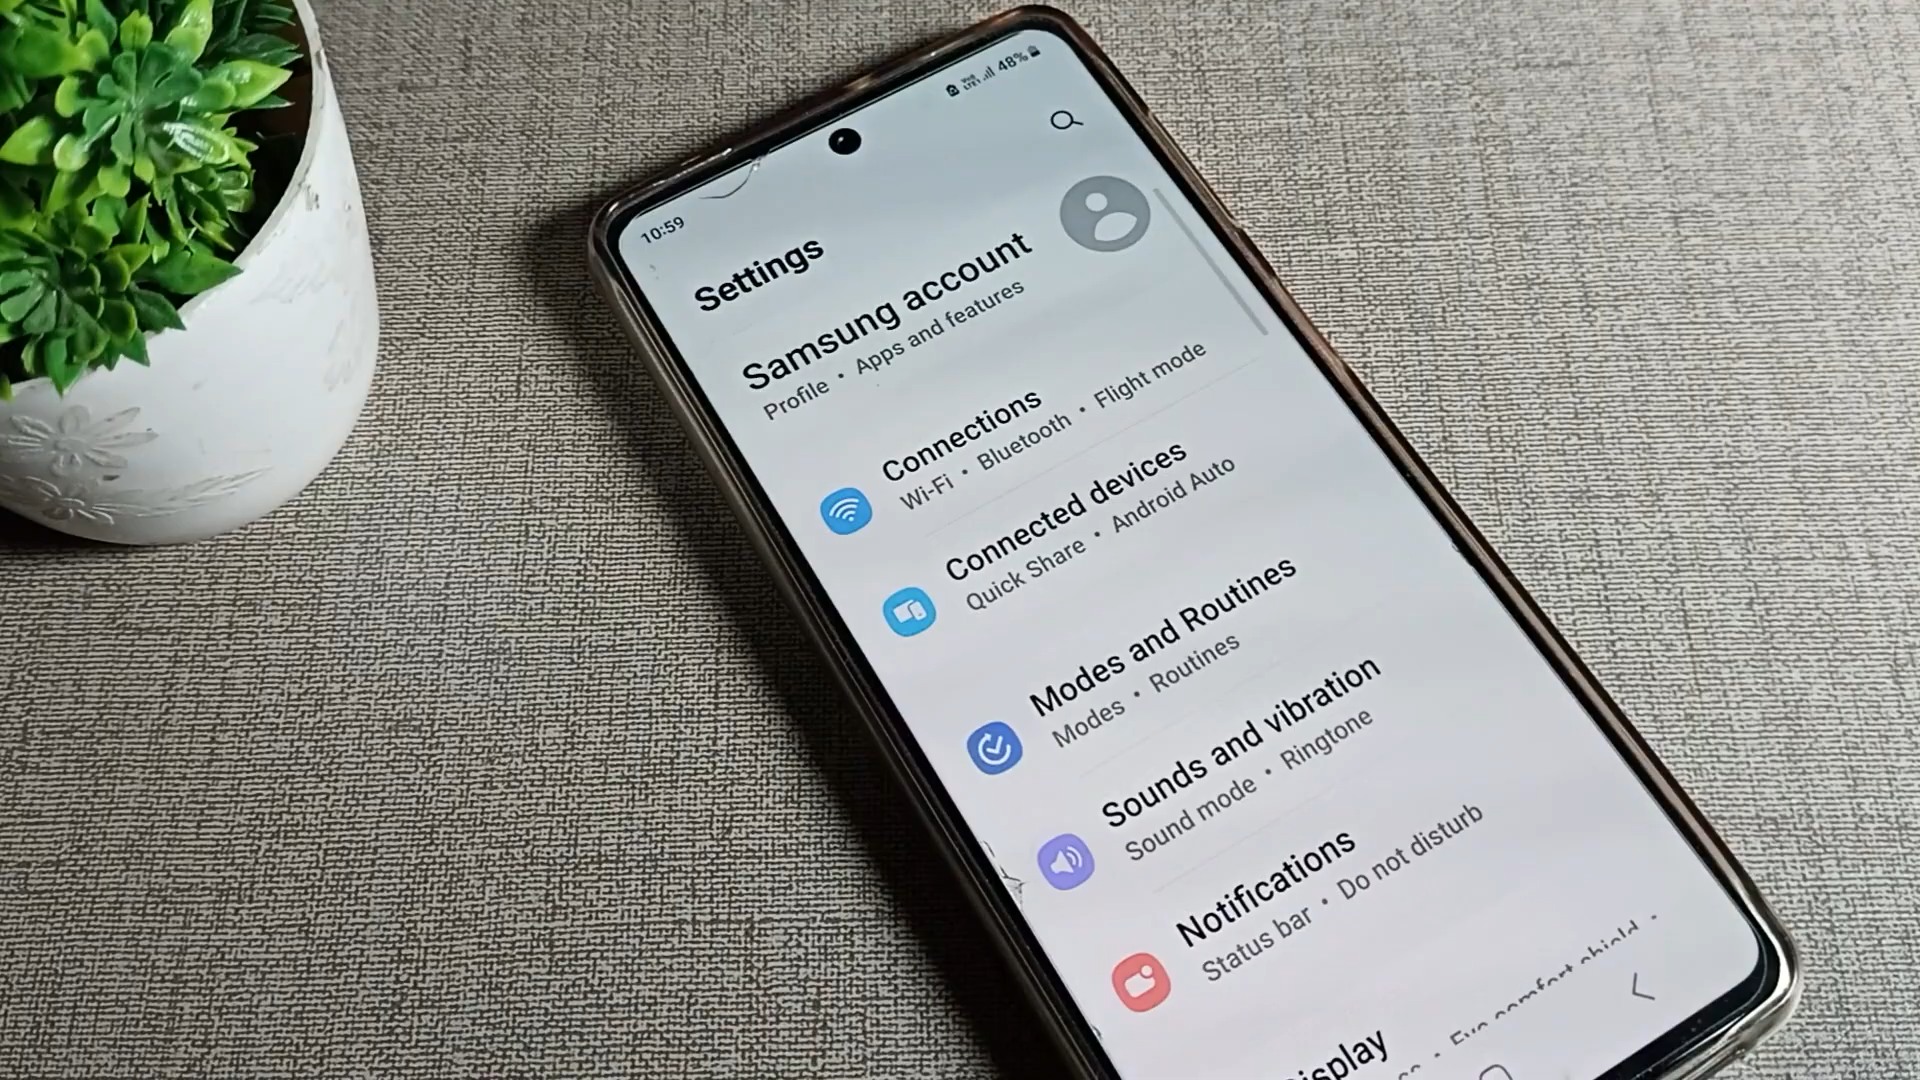 10:59
Vo))
LTE1
48%
Settings
Samsung account
Profile • Apps and features
Connections
Wi-Fi • Bluetooth • Flight mode
Connected devices
Quick Share • Android Auto
Modes and Routines
Modes • Routines
Sounds and vibration
Sound mode • Ringtone
Notifications
Status bar • Do not disturb
Display
• Eye comfort shield •